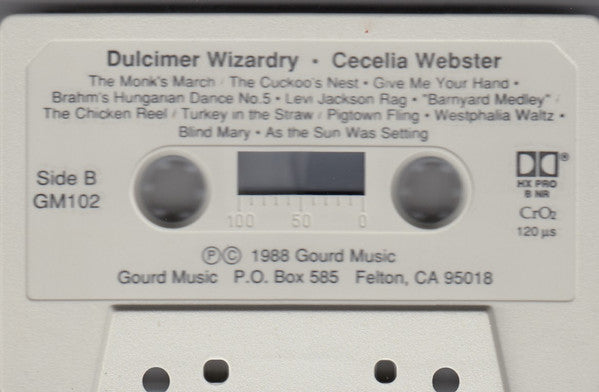 Dulcimer Wizardry • Cecelia Webster
The Monk's March / The Cuckoo's Nest • Give Me Your Hand •
Brahm's Hungarian Dance No.5 • Levi Jackson Rag • "Barnyard Medley" /
The Chicken Reel / Turkey in the Straw / Pigtown Fling • Westphalia Waltz •
Blind Mary • As the Sun Was Setting
Side B
GM102
100 50 0
®
HX PRO
B NR
CrO2
120 µs
ⓅⒸ 1988 Gourd Music
Gourd Music P.O. Box 585 Felton, CA 95018